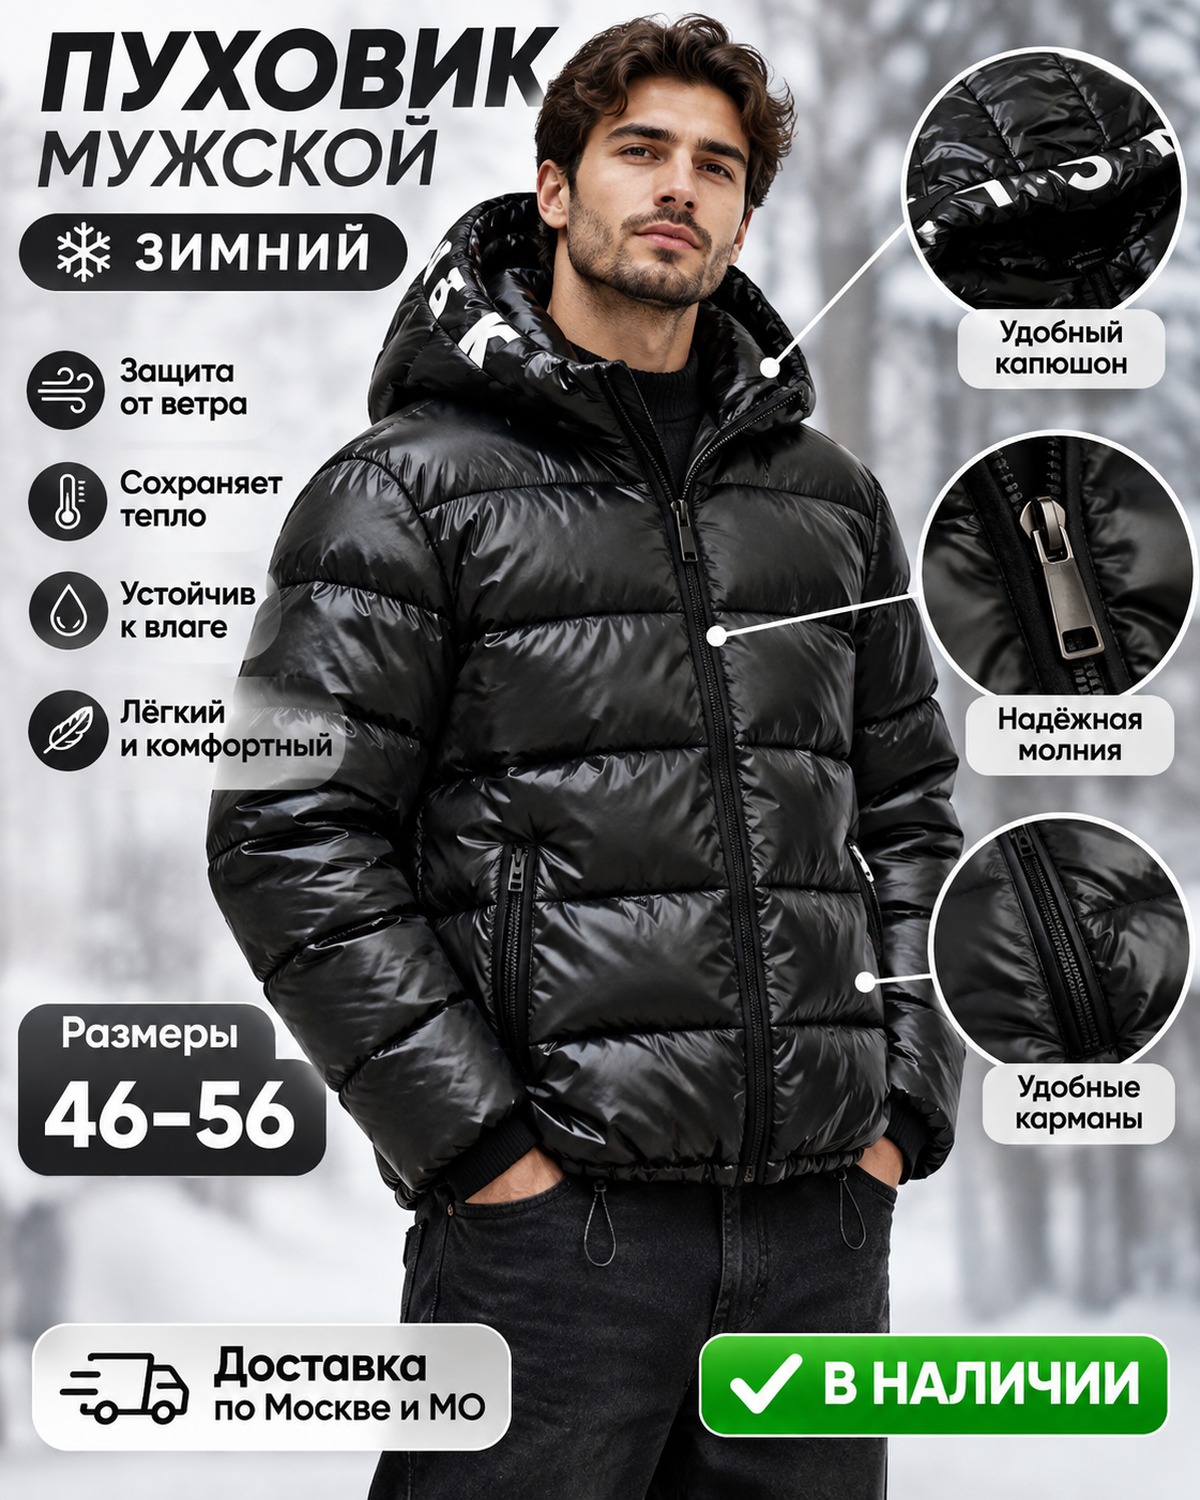 ПУХОВИК
МУЖСКОЙ
ЗИМНИЙ
Защита
от ветра
Сохраняет
тепло
Устойчив
к влаге
Лёгкий
и комфортный
Удобный
капюшон
Надёжная
молния
Удобные
карманы
Размеры
46-56
Доставка
по Москве и МО
В НАЛИЧИИ